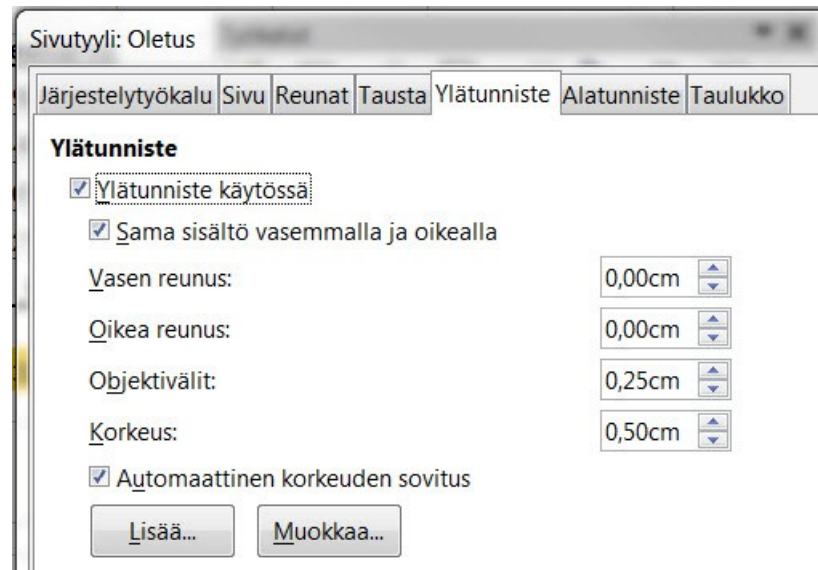 Sivutyyli: Oletus
Järjestelytyökalu Sivu Reunat Tausta Ylätunniste Alatunniste Taulukko
Ylätunniste
Ylätunniste käytössä
Sama sisältö vasemmalla ja oikealla
Vasen reunus: 0,00cm
Oikea reunus: 0,00cm
Objektivälit: 0,25cm
Korkeus: 0,50cm
Automaattinen korkeuden sovitus
Lisää... Muokkaa...